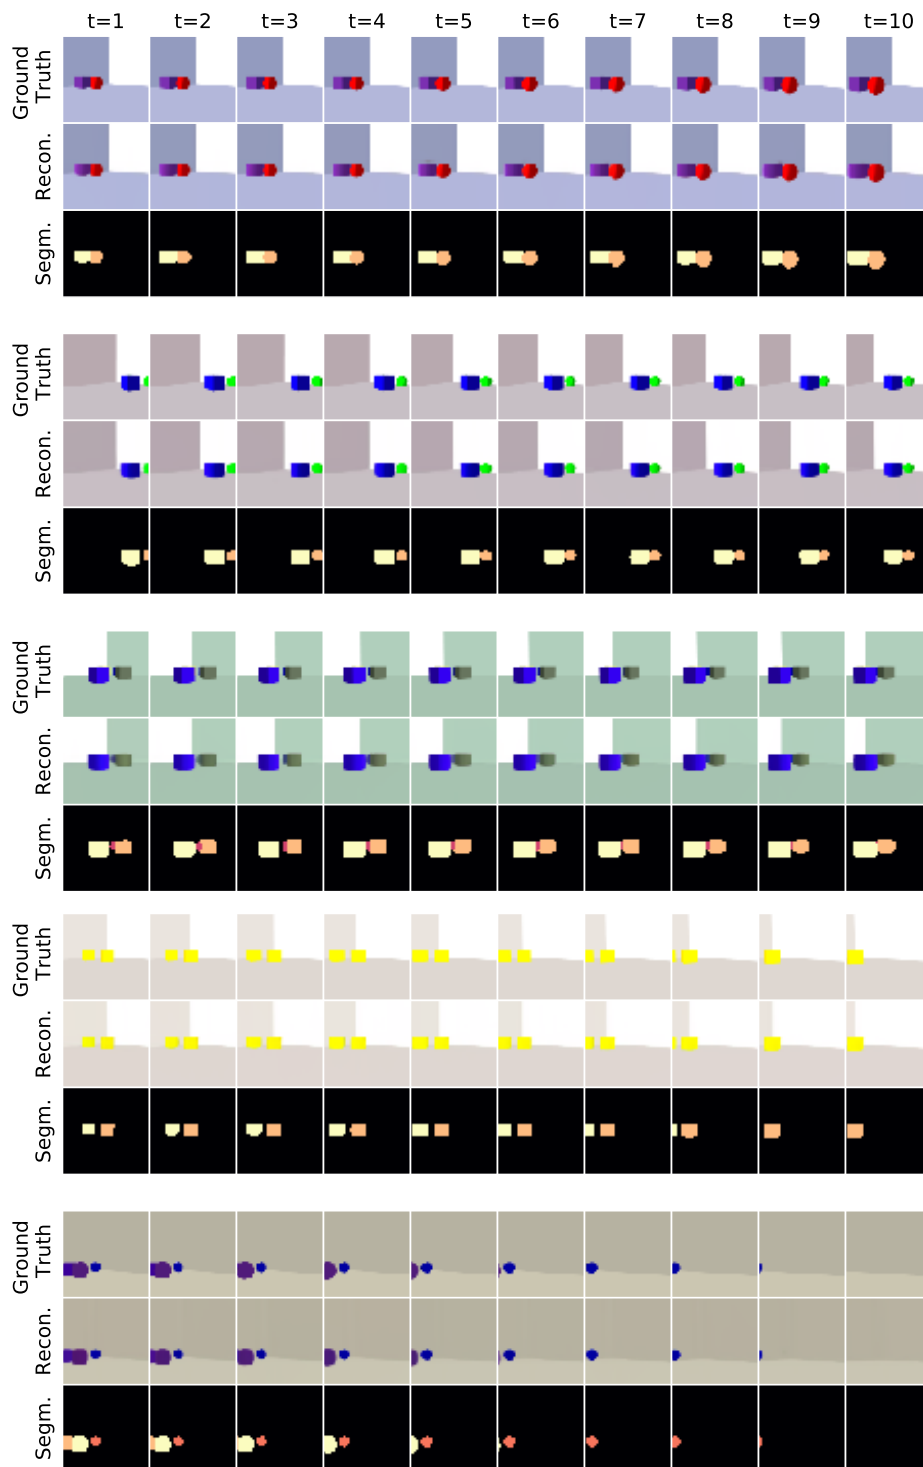 t=1 t=2 t=3 t=4 t=5 t=6 t=7 t=8 t=9 t=10
Ground
Truth
Recon.
Segm.
Ground
Truth
Recon.
Segm.
Ground
Truth
Recon.
Segm.
Ground
Truth
Recon.
Segm.
Ground
Truth
Recon.
Segm.